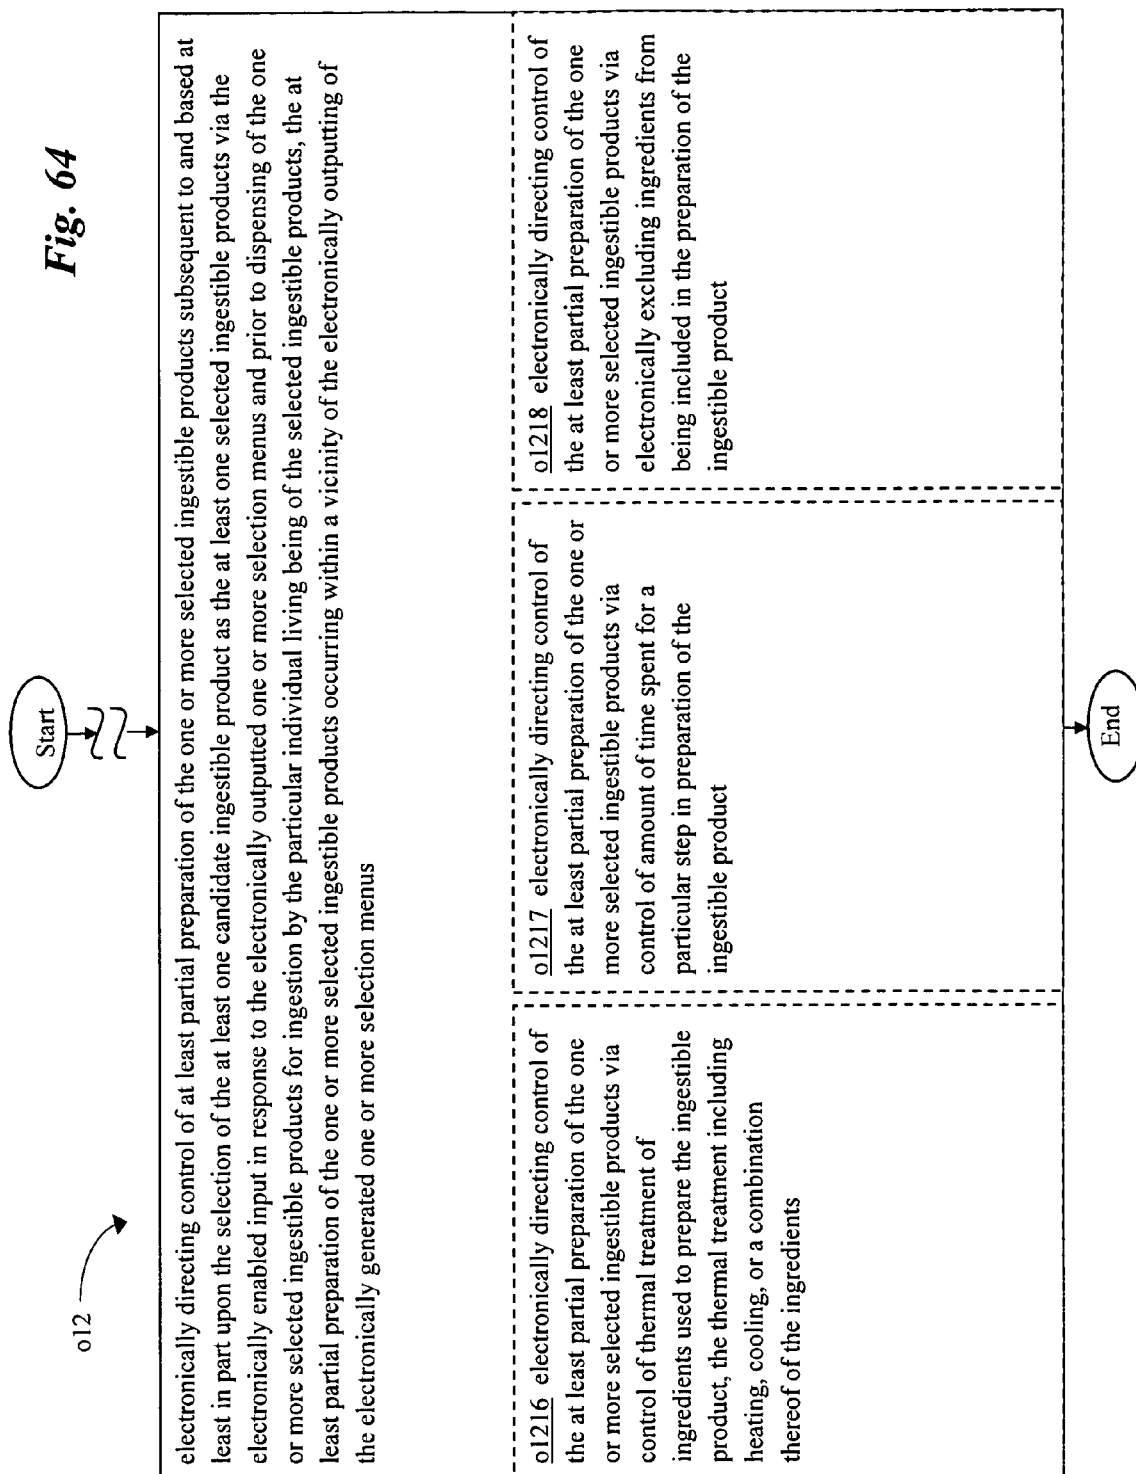 Fig. 64
Start
o12
electronically directing control of at least partial preparation of the one or more selected ingestible products subsequent to and based at
least in part upon the selection of the at least one candidate ingestible product as the at least one selected ingestible products via the
electronically enabled input in response to the electronically outputted one or more selection menus and prior to dispensing of the one
or more selected ingestible products for ingestion by the particular individual living being of the selected ingestible products, the at
least partial preparation of the one or more selected ingestible products occurring within a vicinity of the electronically outputing of
the electronically generated one or more selection menus
o1216 electronically directing control of
the at least partial preparation of the one
or more selected ingestible products via
control of thermal treatment of
ingredients used to prepare the ingestible
product, the thermal treatment including
heating, cooling, or a combination
thereof of the ingredients
o1217 electronically directing control of
the at least partial preparation of the one or
more selected ingestible products via
control of amount of time spent for a
particular step in preparation of the
ingestible product
o1218 electronically directing control of
the at least partial preparation of the one
or more selected ingestible products via
electronically excluding ingredients from
being included in the preparation of the
ingestible product
End